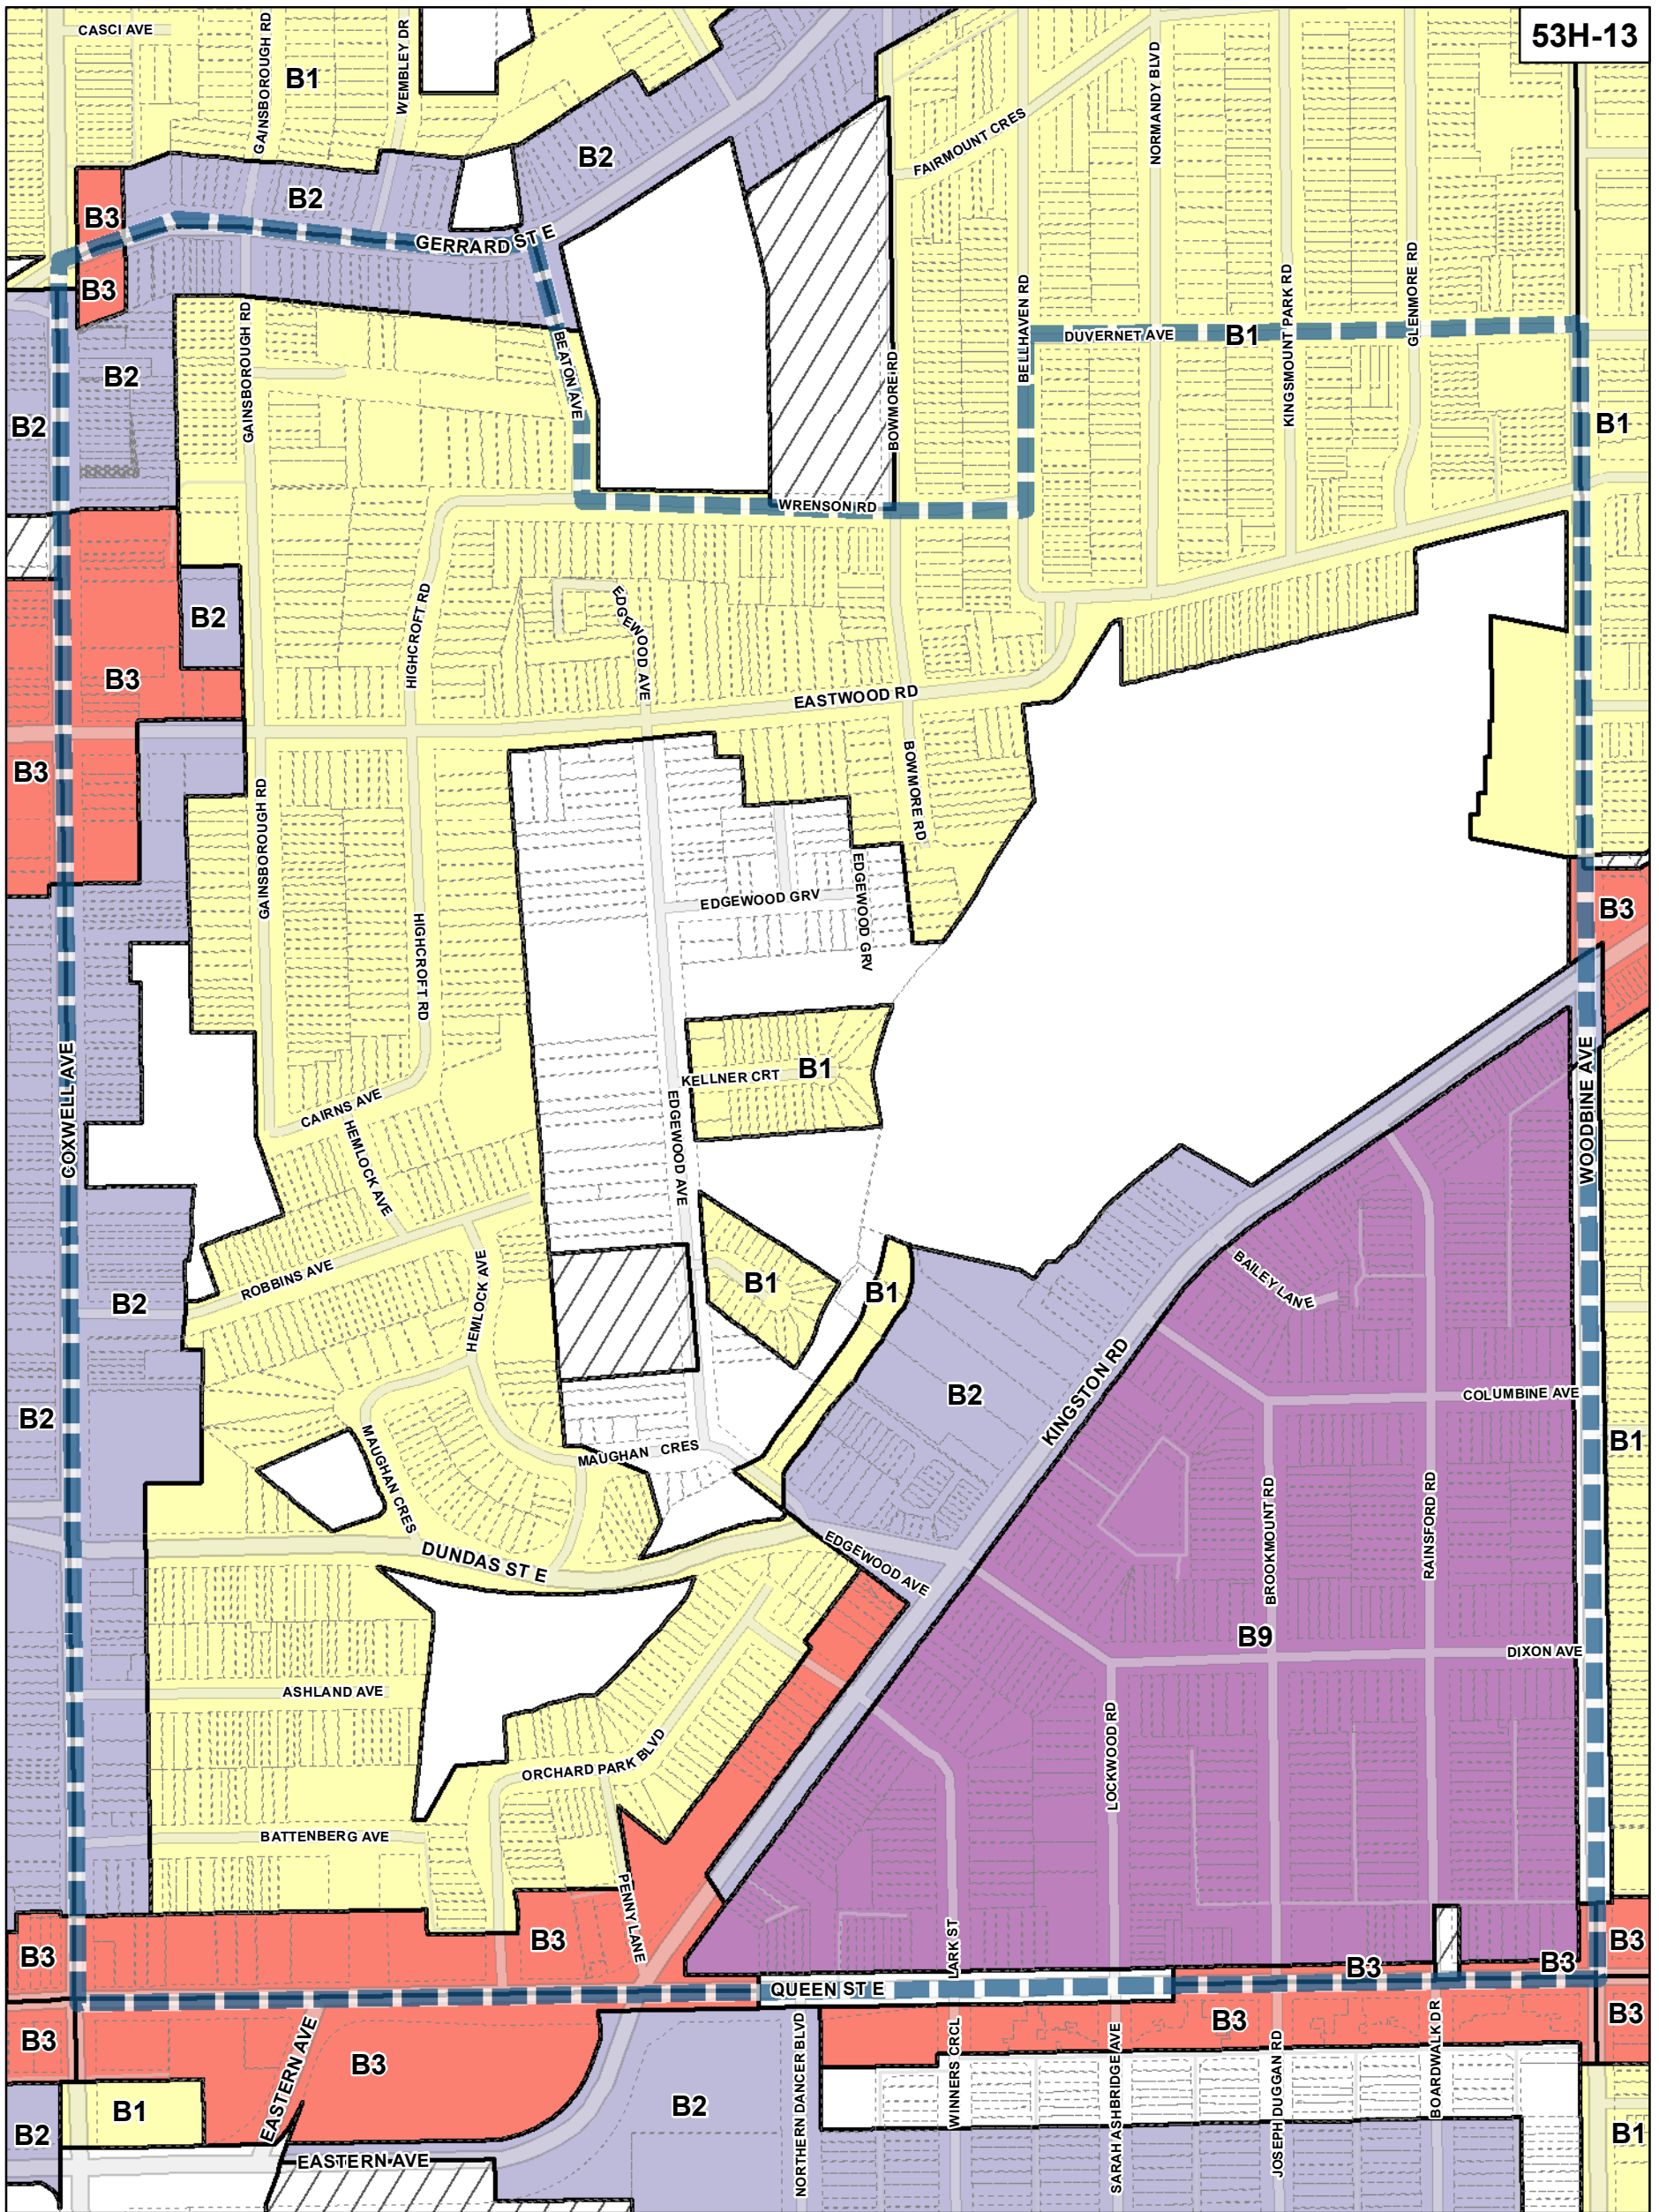 53H-13
CASCI AVE
GAINSBOROUGH RD
WEMBLEY DR
B1
NORMANDY BLVD
FAIRMOUNT CRES
B2
B2
B3
GERRARD ST E
B3
BELLHAVEN RD
KINGSMOUNT PARK RD
GLENMORE RD
DUVERNET AVE
B1
GAINSBOROUGH RD
BEATON AVE
BOWMORE RD
B2
B2
B1
WRENSON RD
HIGHCROFT RD
EDGEWOOD AVE
B2
B3
EASTWOOD RD
B3
BOWMORE RD
GAINSBOROUGH RD
EDGEWOOD GRV
EDGEWOOD GRV
B3
HIGHCROFT RD
COXWELL AVE
KELLNER CRT
B1
WOODBINE AVE
CAIRNS AVE
HEMLOCK AVE
EDGEWOOD AVE
ROBBINS AVE
B2
HEMLOCK AVE
B1
B1
BAILEY LANE
B2
KINGSTON RD
B2
COLUMBINE AVE
B1
MAUGHAN CRES
MAUGHAN CRES
BROOKMOUNT RD
RAINSFORD RD
DUNDAS ST E
EDGEWOOD AVE
B9
DIXON AVE
ASHLAND AVE
LOCKWOOD RD
ORCHARD PARK BLVD
BATTENBERG AVE
PENNY LANE
LARK ST
B3
B3
B3
B3
B3
QUEEN ST E
B3
B3
B3
B3
EASTERN AVE
NORTHERN DANCER BLVD
WINNERS CRCL
SARAH ASHBRIDGE AVE
JOSEPH DUGGAN RD
BOARDWALK DR
B1
B2
B2
B1
EASTERN AVE